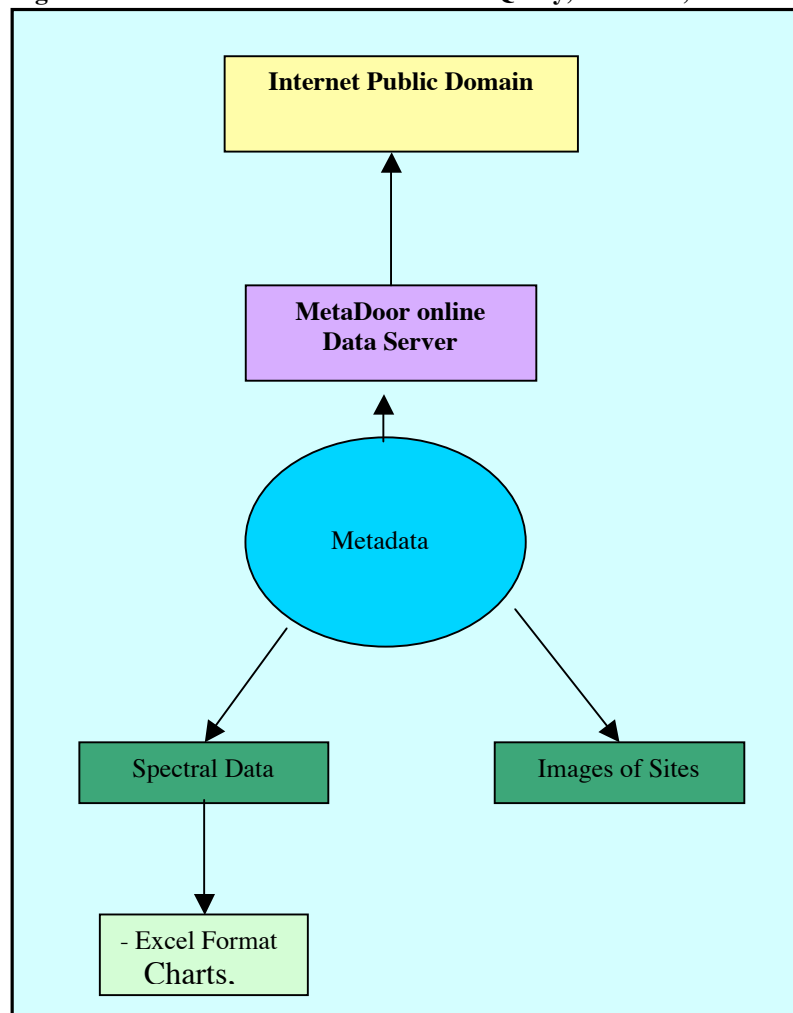 Internet Public Domain
MetaDoor online
Data Server
Metadata
Spectral Data
Images of Sites
- Excel Format
Charts.